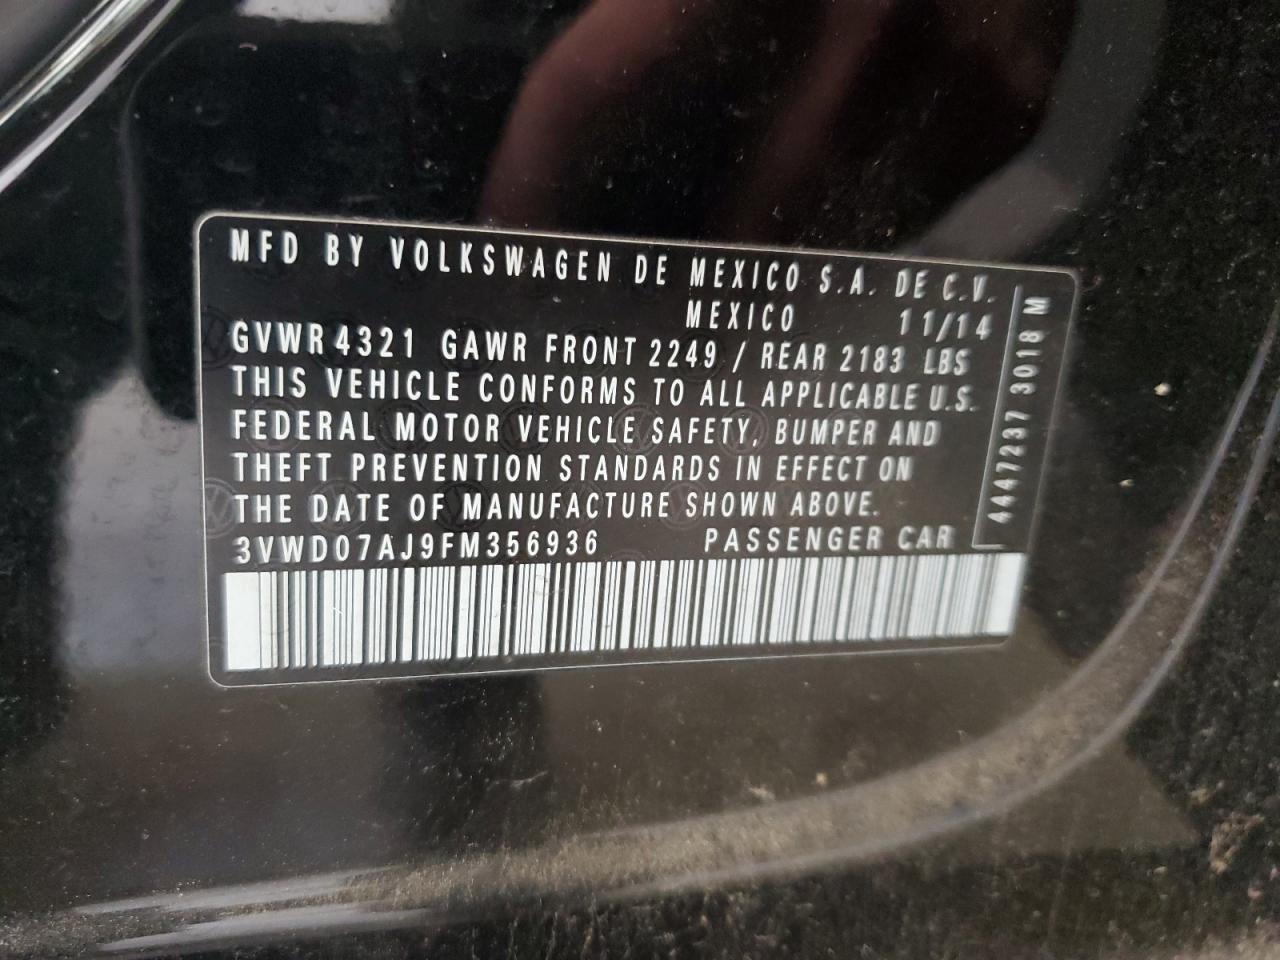 MFD BY VOLKSWAGEN DE MEXICO S.A. DE C.V.
MEXICO 11/14
GVWR 4321 GAWR FRONT 2249 / REAR 2183 LBS
THIS VEHICLE CONFORMS TO ALL APPLICABLE U.S.
FEDERAL MOTOR VEHICLE SAFETY, BUMPER AND
THEFT PREVENTION STANDARDS IN EFFECT ON
THE DATE OF MANUFACTURE SHOWN ABOVE.
3VWD07AJ9FM356936 PASSENGER CAR
4447237 3018 M